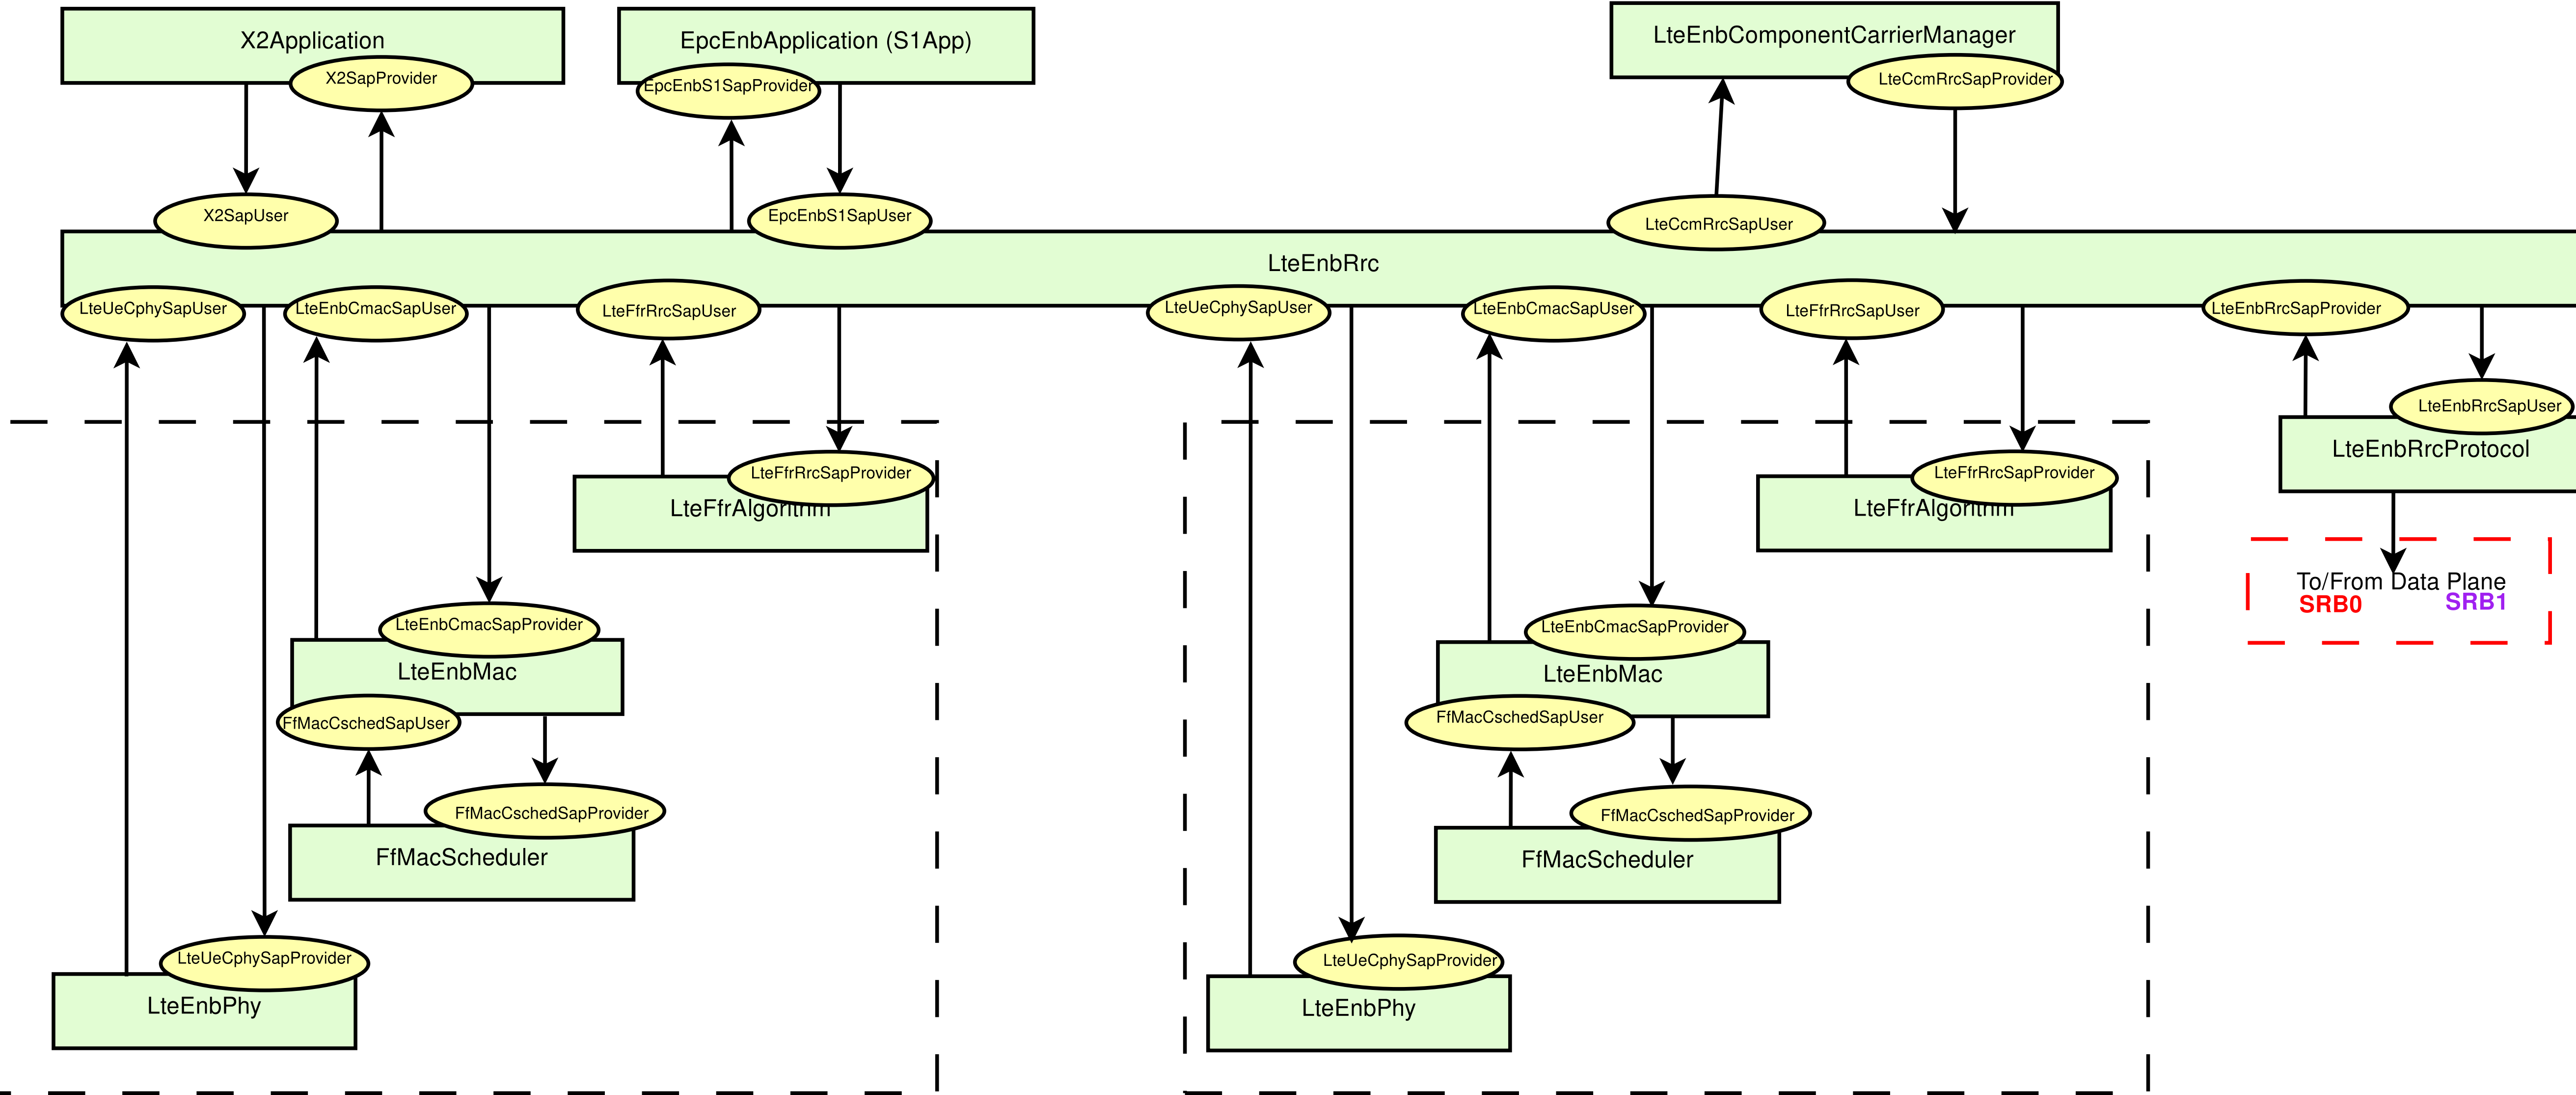 X2Application
X2SapProvider
EpcEnbApplication (S1App)
EpcEnbS1SapProvider
LteEnbComponentCarrierManager
LteCcmRrcSapProvider
X2SapUser
EpcEnbS1SapUser
LteCcmRrcSapUser
LteEnbRrc
LteUeCphySapUser
LteEnbCmacSapUser
LteFfrRrcSapUser
LteUeCphySapUser
LteEnbCmacSapUser
LteFfrRrcSapUser
LteEnbRrcSapProvider
LteEnbRrcSapUser
LteEnbRrcProtocol
LteFfrRrcSapProvider
LteFfrAlgorithm
LteFfrRrcSapProvider
LteFfrAlgorithm
To/From Data Plane
SRB0 SRB1
LteEnbCmacSapProvider
LteEnbMac
FfMacCschedSapUser
FfMacCschedSapProvider
FfMacScheduler
LteUeCphySapProvider
LteEnbPhy
LteEnbCmacSapProvider
LteEnbMac
FfMacCschedSapUser
FfMacCschedSapProvider
FfMacScheduler
LteUeCphySapProvider
LteEnbPhy